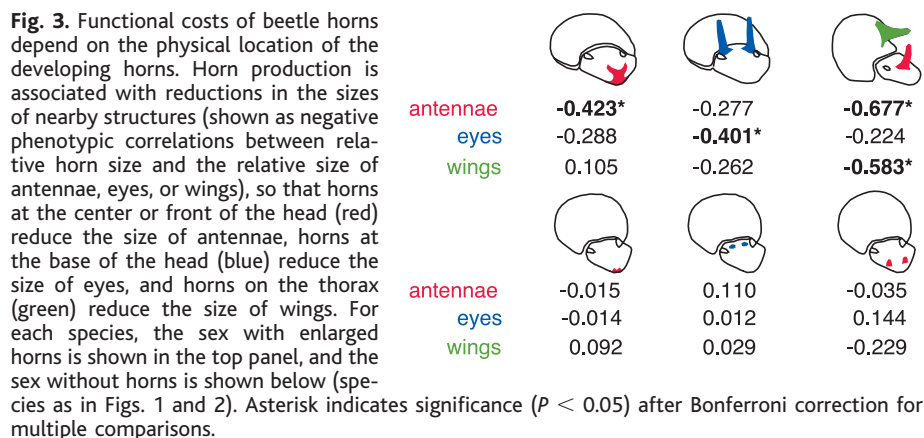 Fig. 3. Functional costs of beetle horns
depend on the physical location of the
developing horns. Horn production is
associated with reductions in the sizes
of nearby structures (shown as negative
phenotypic correlations between rela-
tive horn size and the relative size of
antennae, eyes, or wings), so that horns
at the center or front of the head (red)
reduce the size of antennae, horns at
the base of the head (blue) reduce the
size of eyes, and horns on the thorax
(green) reduce the size of wings. For
each species, the sex with enlarged
horns is shown in the top panel, and the
sex without horns is shown below (spe-
cies as in Figs. 1 and 2). Asterisk indicates significance (P < 0.05) after Bonferroni correction for
multiple comparisons.
antennae -0.423* -0.277 -0.677*
eyes -0.288 -0.401* -0.224
wings 0.105 -0.262 -0.583*
antennae -0.015 0.110 -0.035
eyes -0.014 0.012 0.144
wings 0.092 0.029 -0.229